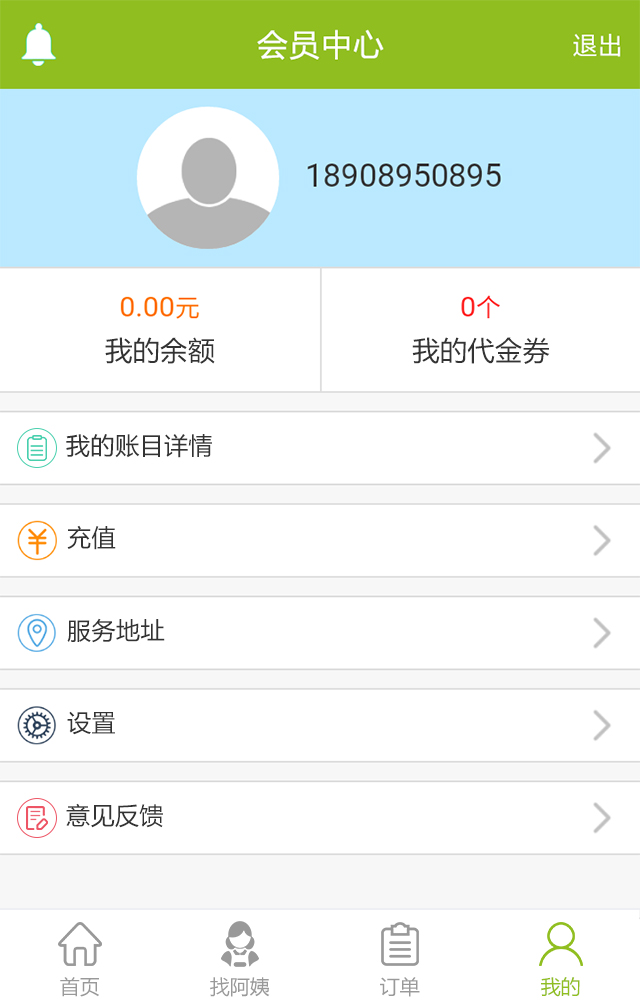 会员中心
退出
18908950895
0.00元
0个
我的余额
我的代金券
我的账目详情
充值
服务地址
设置
意见反馈
首页
找阿姨
订单
我的